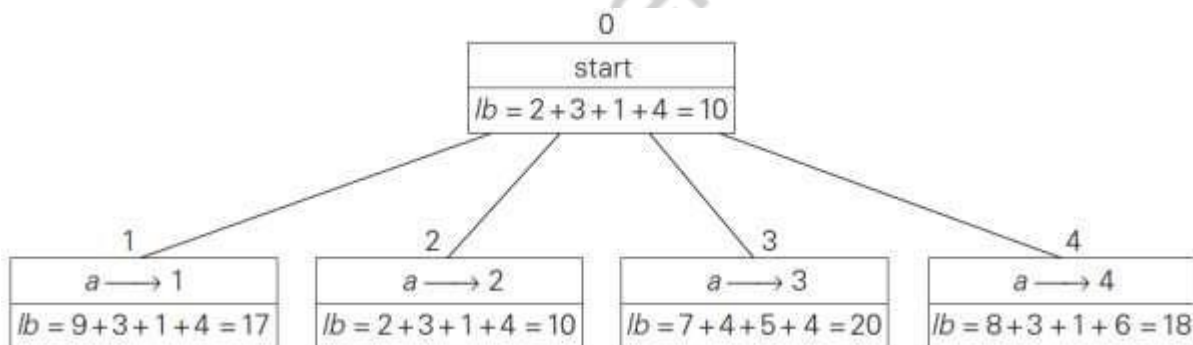 0
start
lb = 2 + 3 + 1 + 4 = 10
1
2
3
4
a ⟶ 1
a ⟶ 2
a ⟶ 3
a ⟶ 4
lb = 9 + 3 + 1 + 4 = 17
lb = 2 + 3 + 1 + 4 = 10
lb = 7 + 4 + 5 + 4 = 20
lb = 8 + 3 + 1 + 6 = 18